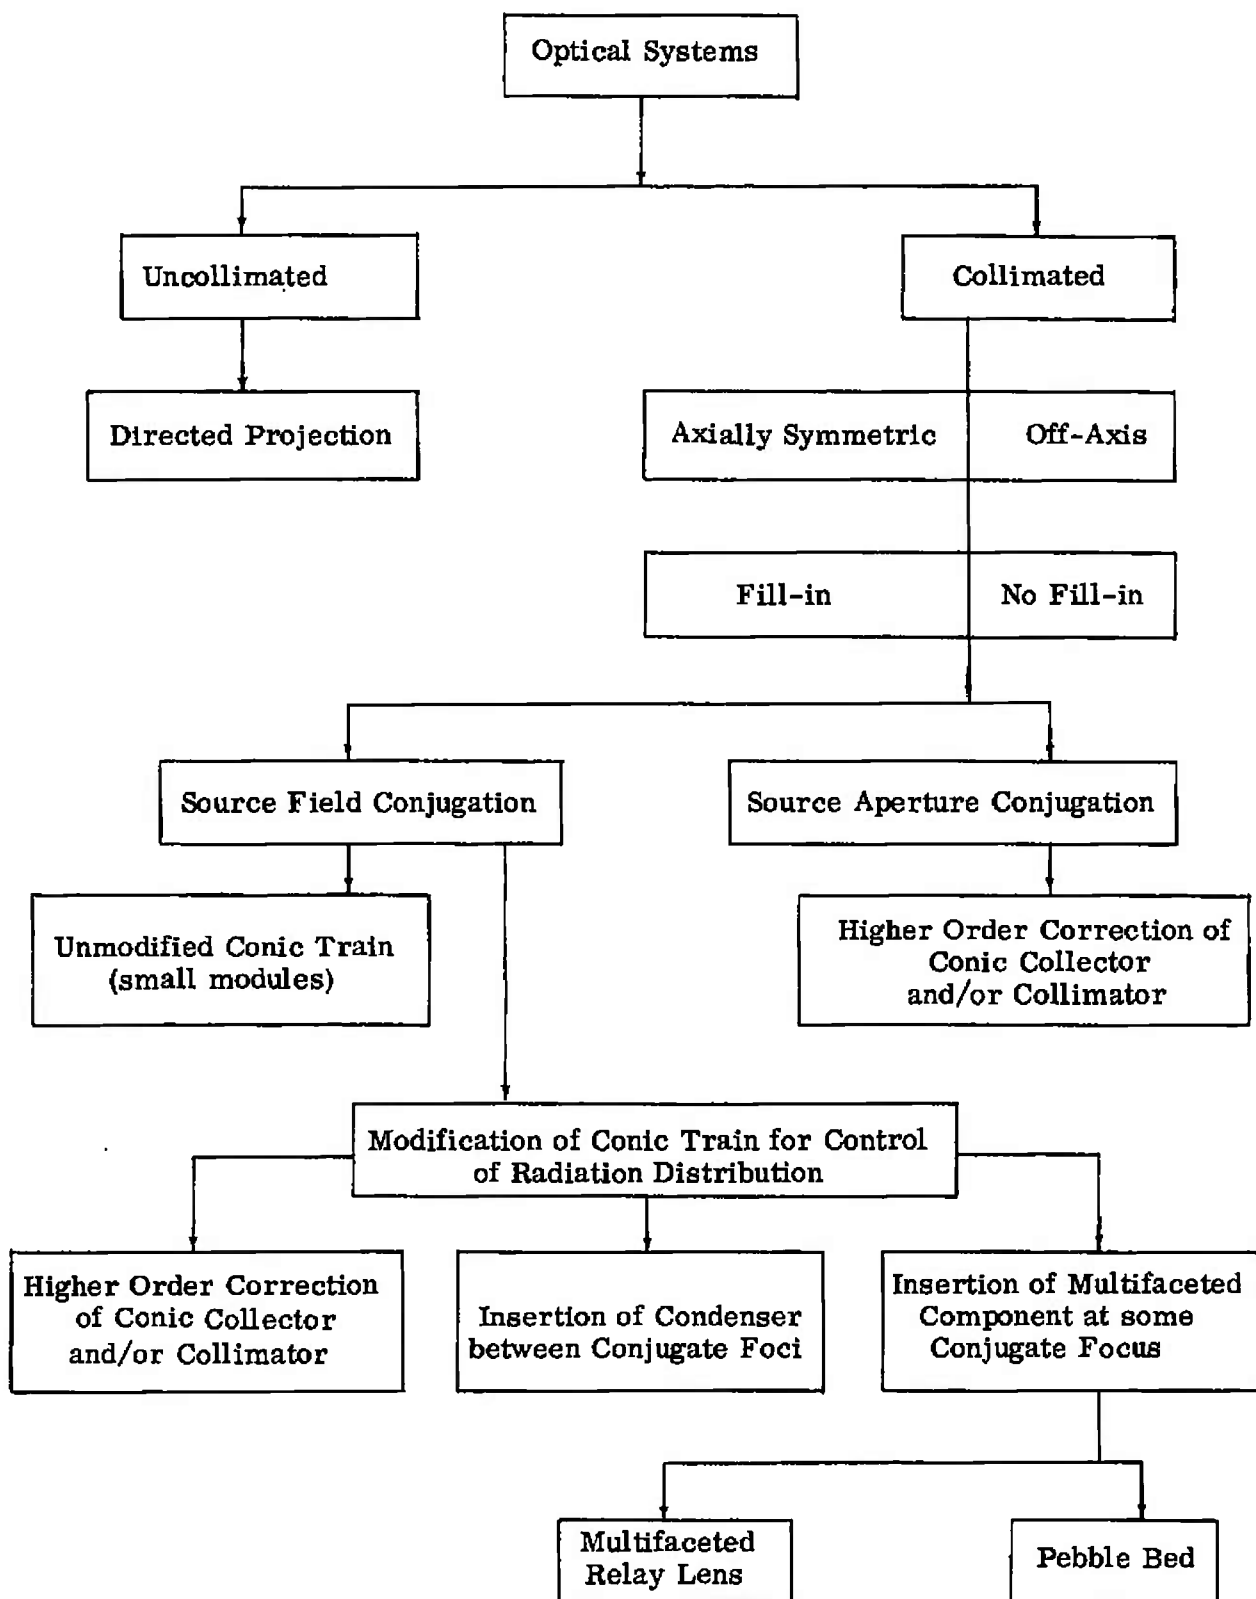 Optical Systems
Uncollimated
Collimated
Directed Projection
Axially Symmetric
Off-Axis
Fill-in
No Fill-in
Source Field Conjugation
Source Aperture Conjugation
Unmodified Conic Train
(small modules)
Higher Order Correction of
Conic Collector
and/or Collimator
Modification of Conic Train for Control
of Radiation Distribution
Higher Order Correction
of Conic Collector
and/or Collimator
Insertion of Condenser
between Conjugate Foci
Insertion of Multifaceted
Component at some
Conjugate Focus
Multifaceted
Relay Lens
Pebble Bed